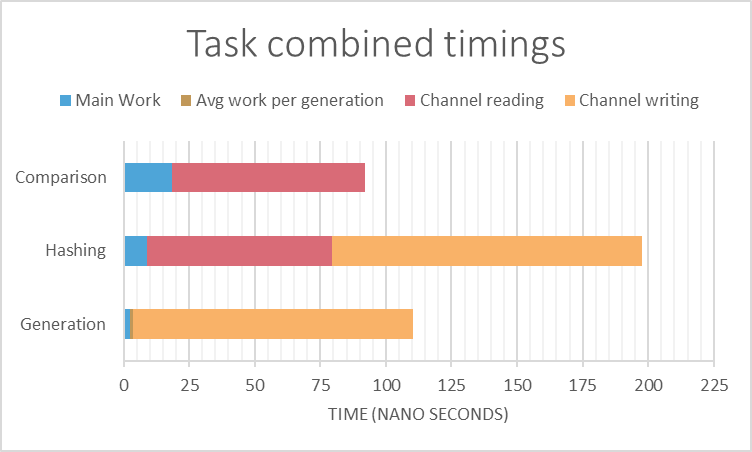 Task combined timings
Main Work Avg work per generation Channel reading Channel writing
Comparison
Hashing
Generation
0 25 50 75 100 125 150 175 200 225
TIME (NANO SECONDS)